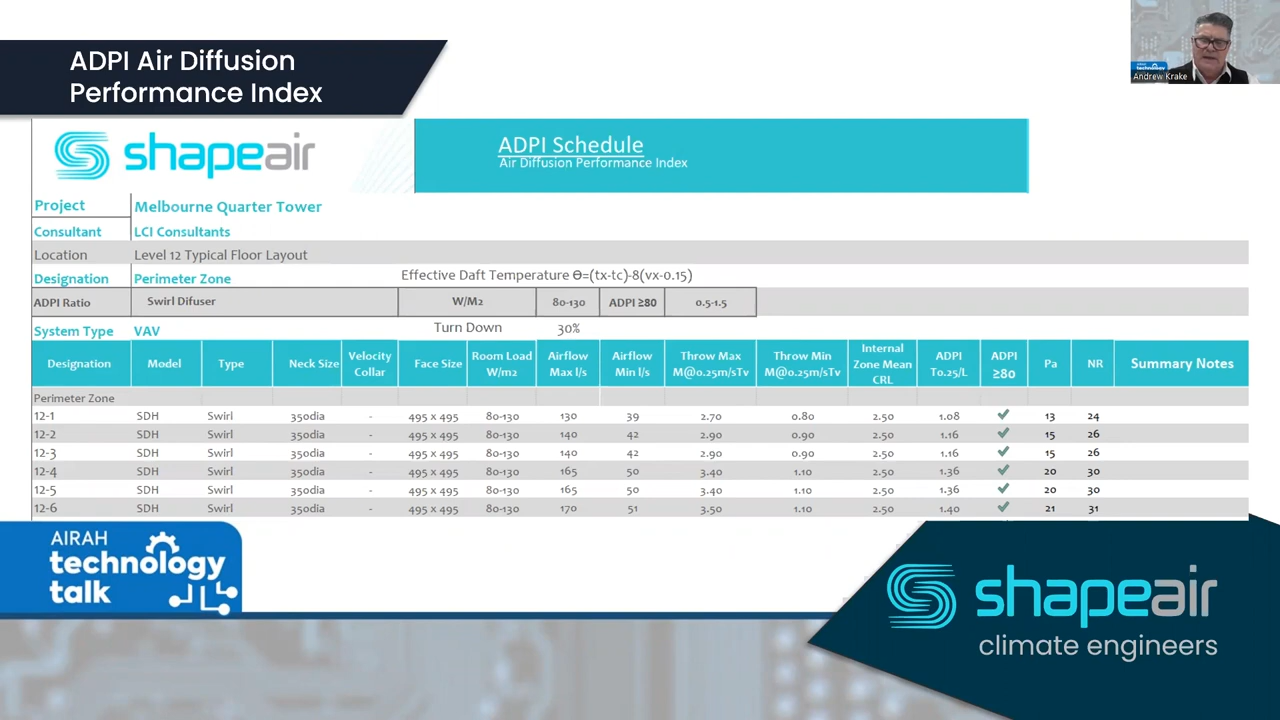 ADPI Air Diffusion
Performance Index
AIRAH
technology
Andrew Krake
shapeair
ADPI Schedule
Air Diffusion Performance Index
Project Melbourne Quarter Tower
Consultant LCI Consultants
Location Level 12 Typical Floor Layout
Designation Perimeter Zone Effective Daft Temperature Ɵ=(tx-tc)-8(vx-0.15)
ADPI Ratio Swirl Difuser W/M2 80-130 ADPI ≥80 0.5-1.5
System Type VAV Turn Down 30%
Designation Model Type Neck Size Velocity Collar Face Size Room Load W/m2 Airflow Max l/s Airflow Min l/s Throw Max M@0.25m/sTv Throw Min M@0.25m/sTv Internal Zone Mean CRL ADPI To.25/L ADPI ≥80 Pa NR Summary Notes
Perimeter Zone
12-1 SDH Swirl 350dia - 495 x 495 80-130 130 39 2.70 0.80 2.50 1.08 ✔ 13 24
12-2 SDH Swirl 350dia - 495 x 495 80-130 140 42 2.90 0.90 2.50 1.16 ✔ 15 26
12-3 SDH Swirl 350dia - 495 x 495 80-130 140 42 2.90 0.90 2.50 1.16 ✔ 15 26
12-4 SDH Swirl 350dia - 495 x 495 80-130 165 50 3.40 1.10 2.50 1.36 ✔ 20 30
12-5 SDH Swirl 350dia - 495 x 495 80-130 165 50 3.40 1.10 2.50 1.36 ✔ 20 30
12-6 SDH Swirl 350dia - 495 x 495 80-130 170 51 3.50 1.10 2.50 1.40 ✔ 21 31
AIRAH
technology
talk
shapeair
climate engineers